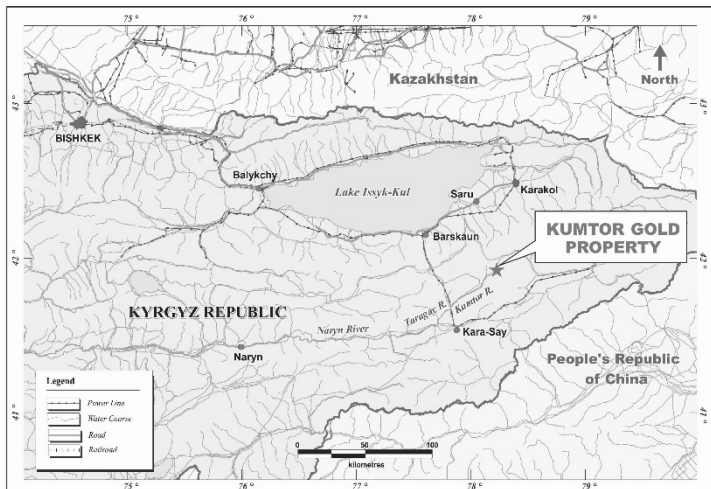 75 °
76 °
77 °
78 °
79 °
Kazakhstan
North
43 °
43 °
BISHKEK
Balykchy
Lake Issyk-Kul
Saru
Karakol
Barskaun
KUMTOR GOLD
PROPERTY
42 °
42 °
KYRGYZ REPUBLIC
Taragay R.
Kumtor R.
Naryn River
Kara-Say
Naryn
People's Republic
of China
Legend
Power Line
Water Course
Road
Railroad
41 °
41 °
0
50
100
kilometres
75 °
76 °
77 °
78 °
79 °